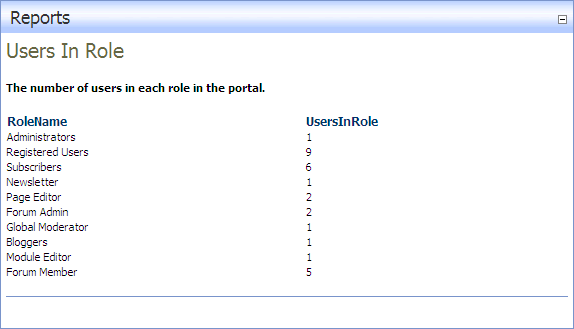 Reports
Users In Role
The number of users in each role in the portal.
RoleName UsersInRole
Administrators 1
Registered Users 9
Subscribers 6
Newsletter 1
Page Editor 2
Forum Admin 2
Global Moderator 1
Bloggers 1
Module Editor 1
Forum Member 5